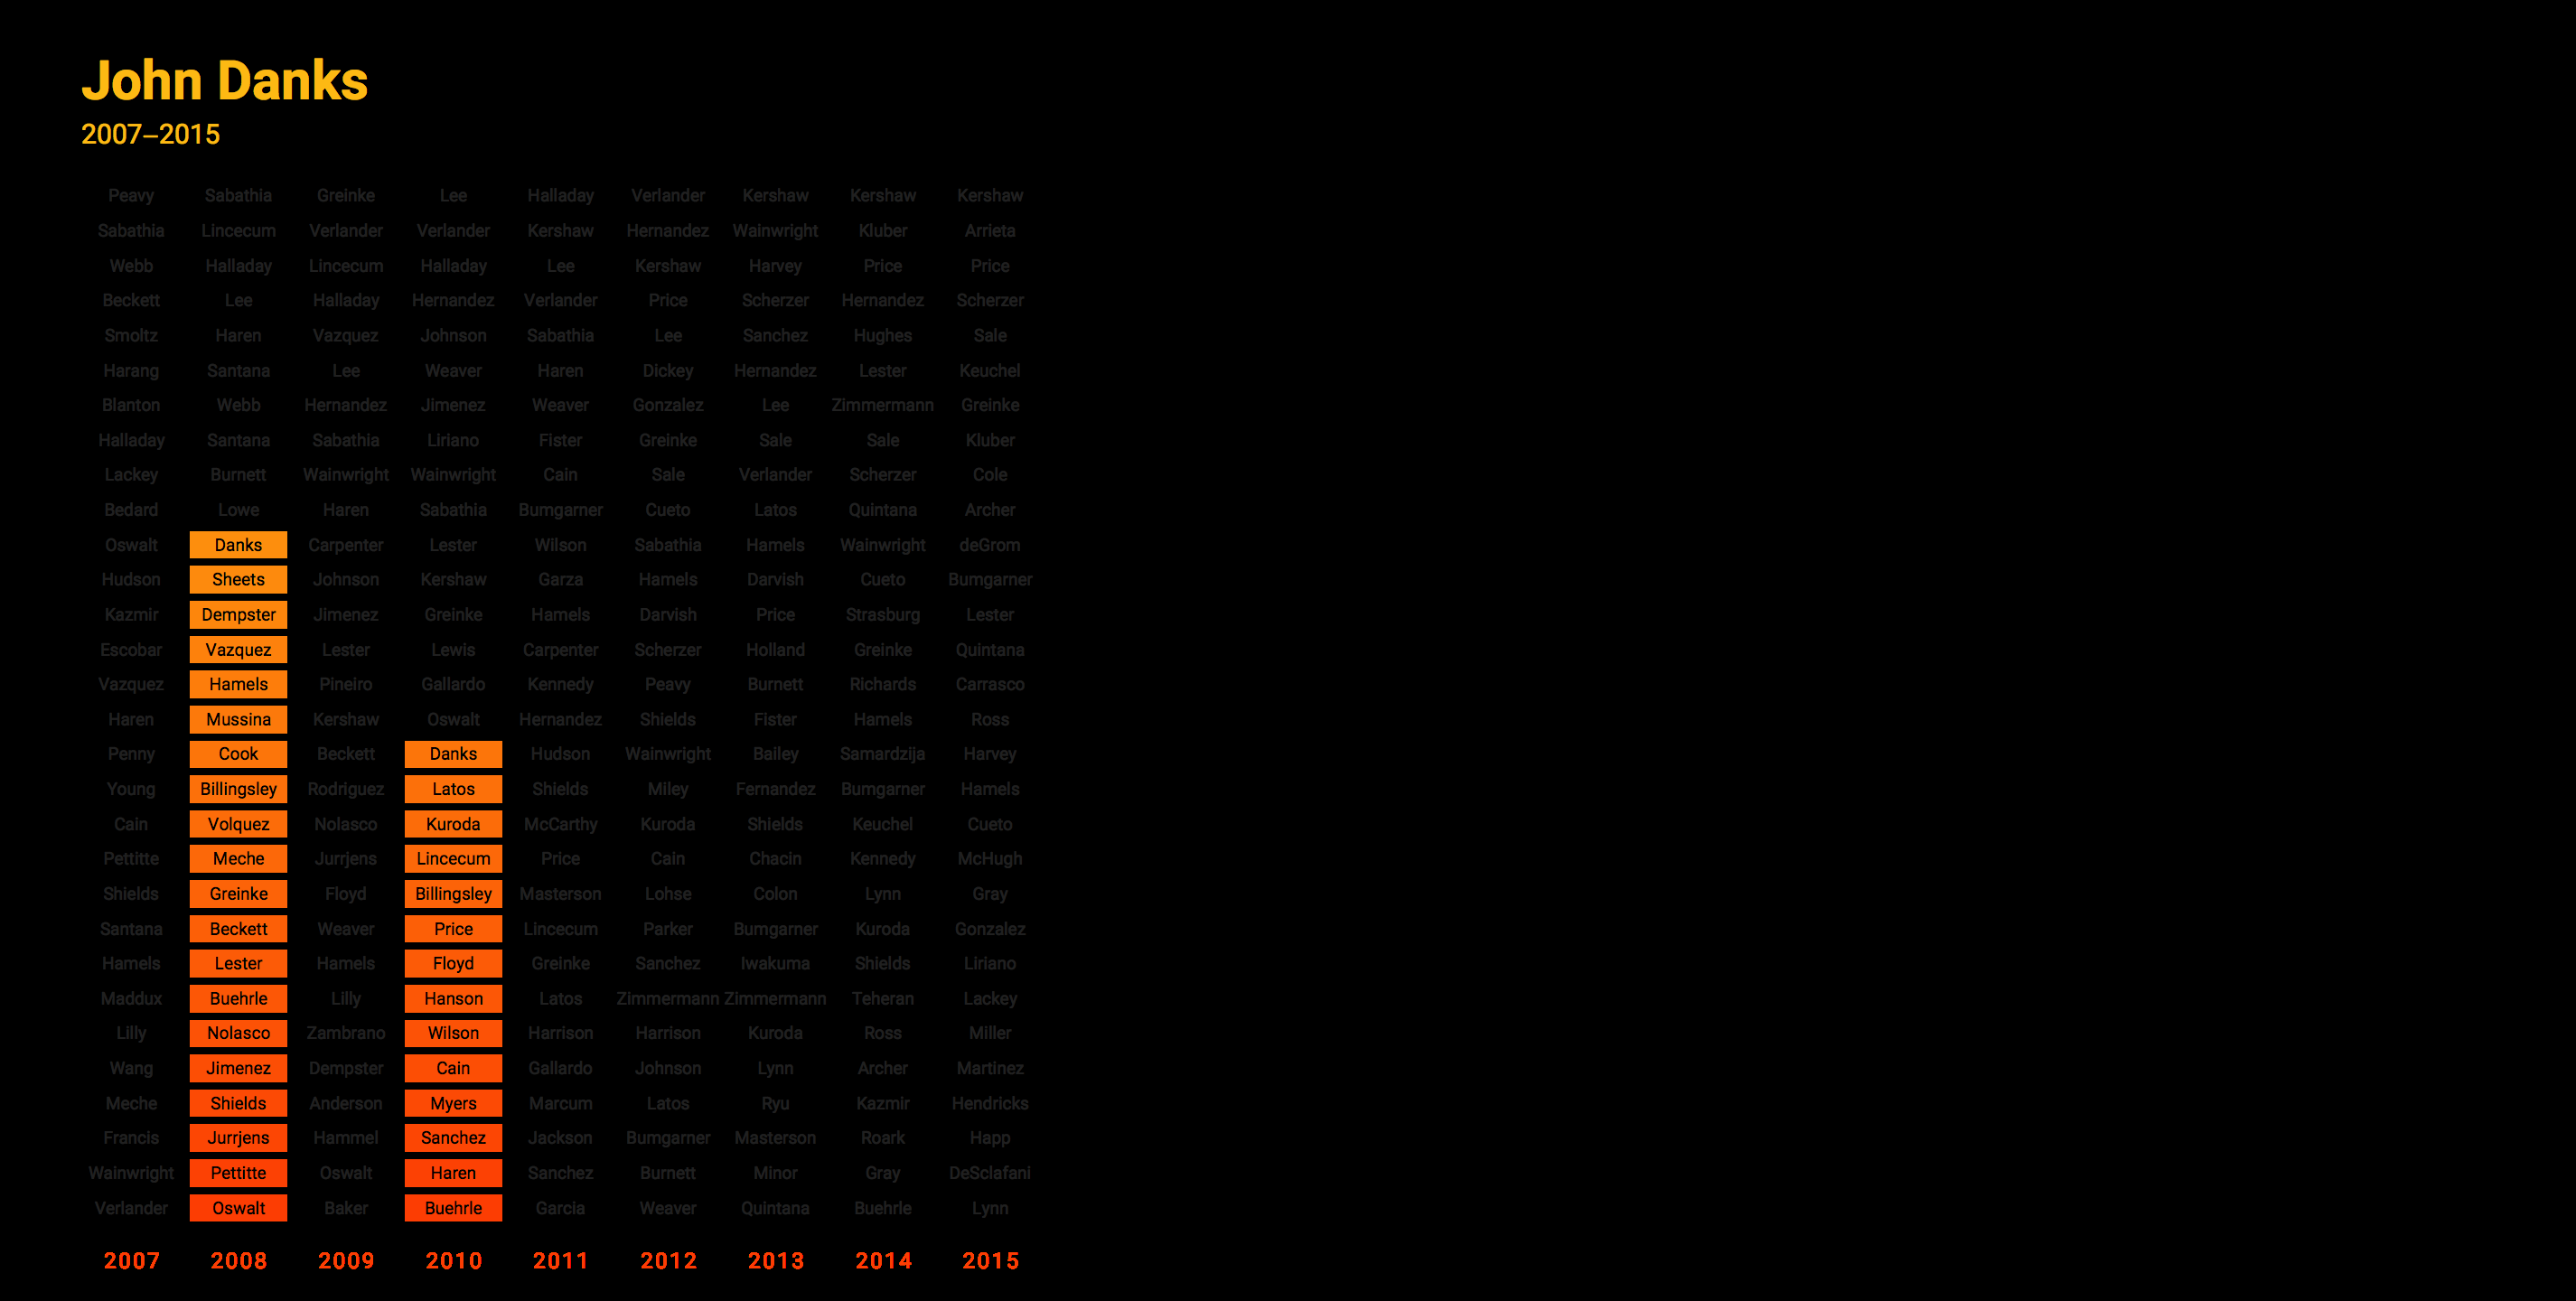 John Danks
2007–2015
Peavy Sabathia Greinke Lee Halladay Verlander Kershaw Kershaw Kershaw
Sabathia Lincecum Verlander Verlander Kershaw Hernandez Wainwright Kluber Arrieta
Webb Halladay Lincecum Halladay Lee Kershaw Harvey Price Price
Beckett Lee Halladay Hernandez Verlander Price Scherzer Hernandez Scherzer
Smoltz Haren Vazquez Johnson Sabathia Lee Sanchez Hughes Sale
Harang Santana Lee Weaver Haren Dickey Hernandez Lester Keuchel
Blanton Webb Hernandez Jimenez Weaver Gonzalez Lee Zimmermann Greinke
Halladay Santana Sabathia Liriano Fister Greinke Sale Sale Kluber
Lackey Burnett Wainwright Wainwright Cain Sale Verlander Scherzer Cole
Bedard Lowe Haren Sabathia Bumgarner Cueto Latos Quintana Archer
Oswalt Danks Carpenter Lester Wilson Sabathia Hamels Wainwright deGrom
Hudson Sheets Johnson Kershaw Garza Hamels Darvish Cueto Bumgarner
Kazmir Dempster Jimenez Greinke Hamels Darvish Price Strasburg Lester
Escobar Vazquez Lester Lewis Carpenter Scherzer Holland Greinke Quintana
Vazquez Hamels Pineiro Gallardo Kennedy Peavy Burnett Richards Carrasco
Haren Mussina Kershaw Oswalt Hernandez Shields Fister Hamels Ross
Penny Cook Beckett Danks Hudson Wainwright Bailey Samardzija Harvey
Young Billingsley Rodriguez Latos Shields Miley Fernandez Bumgarner Hamels
Cain Volquez Nolasco Kuroda McCarthy Kuroda Shields Keuchel Cueto
Pettitte Meche Jurrjens Lincecum Price Cain Chacin Kennedy McHugh
Shields Greinke Floyd Billingsley Masterson Lohse Colon Lynn Gray
Santana Beckett Weaver Price Lincecum Parker Bumgarner Kuroda Gonzalez
Hamels Lester Hamels Floyd Greinke Sanchez Iwakuma Shields Liriano
Maddux Buehrle Lilly Hanson Latos Zimmermann Zimmermann Teheran Lackey
Lilly Nolasco Zambrano Wilson Harrison Harrison Kuroda Ross Miller
Wang Jimenez Dempster Cain Gallardo Johnson Lynn Archer Martinez
Meche Shields Anderson Myers Marcum Latos Ryu Kazmir Hendricks
Francis Jurrjens Hammel Sanchez Jackson Bumgarner Masterson Roark Happ
Wainwright Pettitte Oswalt Haren Sanchez Burnett Minor Gray DeSclafani
Verlander Oswalt Baker Buehrle Garcia Weaver Quintana Buehrle Lynn
2007 2008 2009 2010 2011 2012 2013 2014 2015